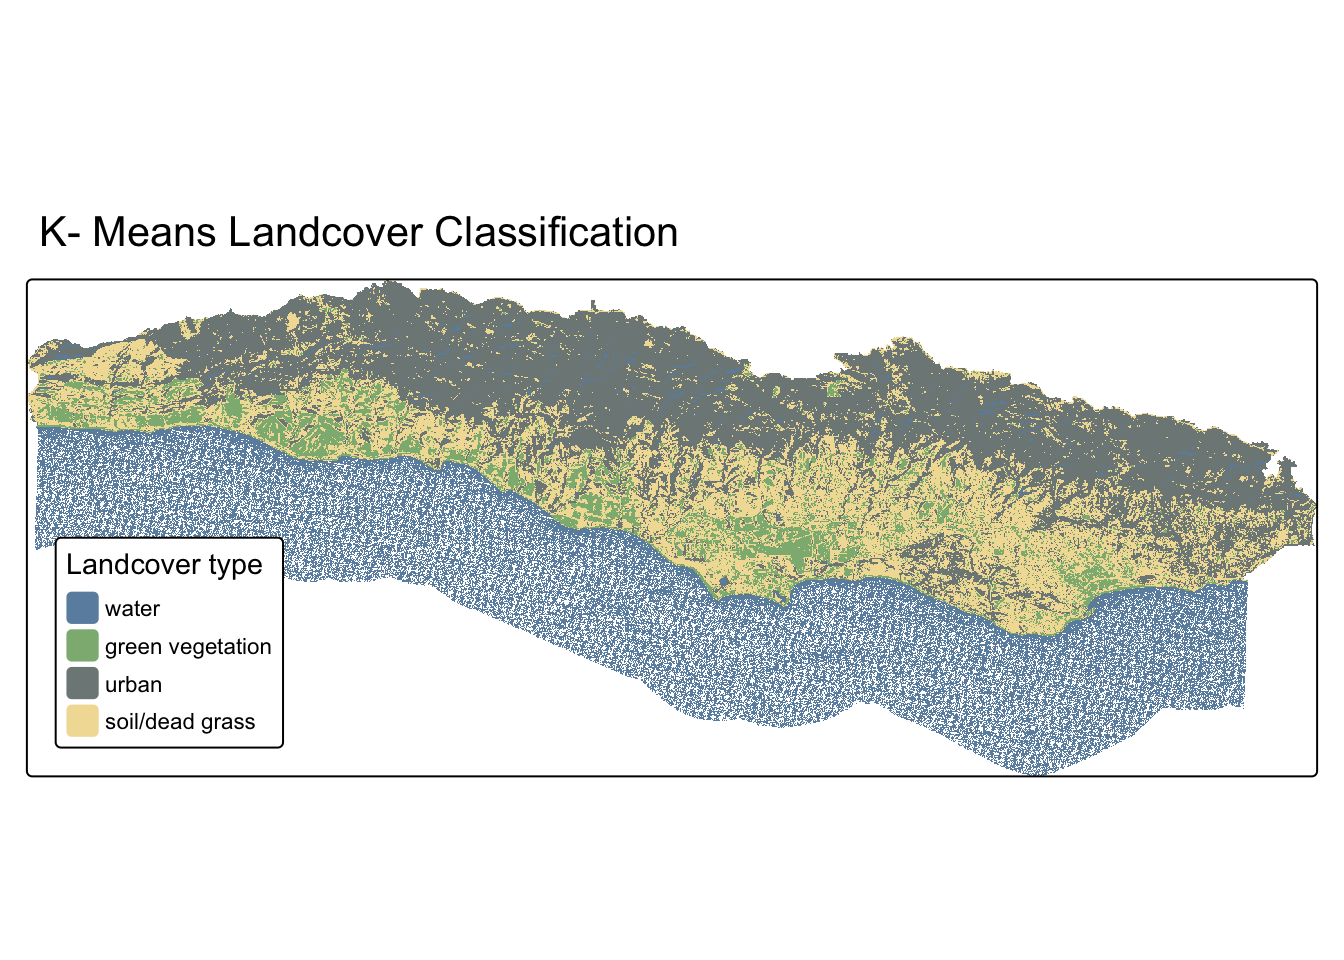 K- Means Landcover Classification
Landcover type
water
green vegetation
urban
soil/dead grass